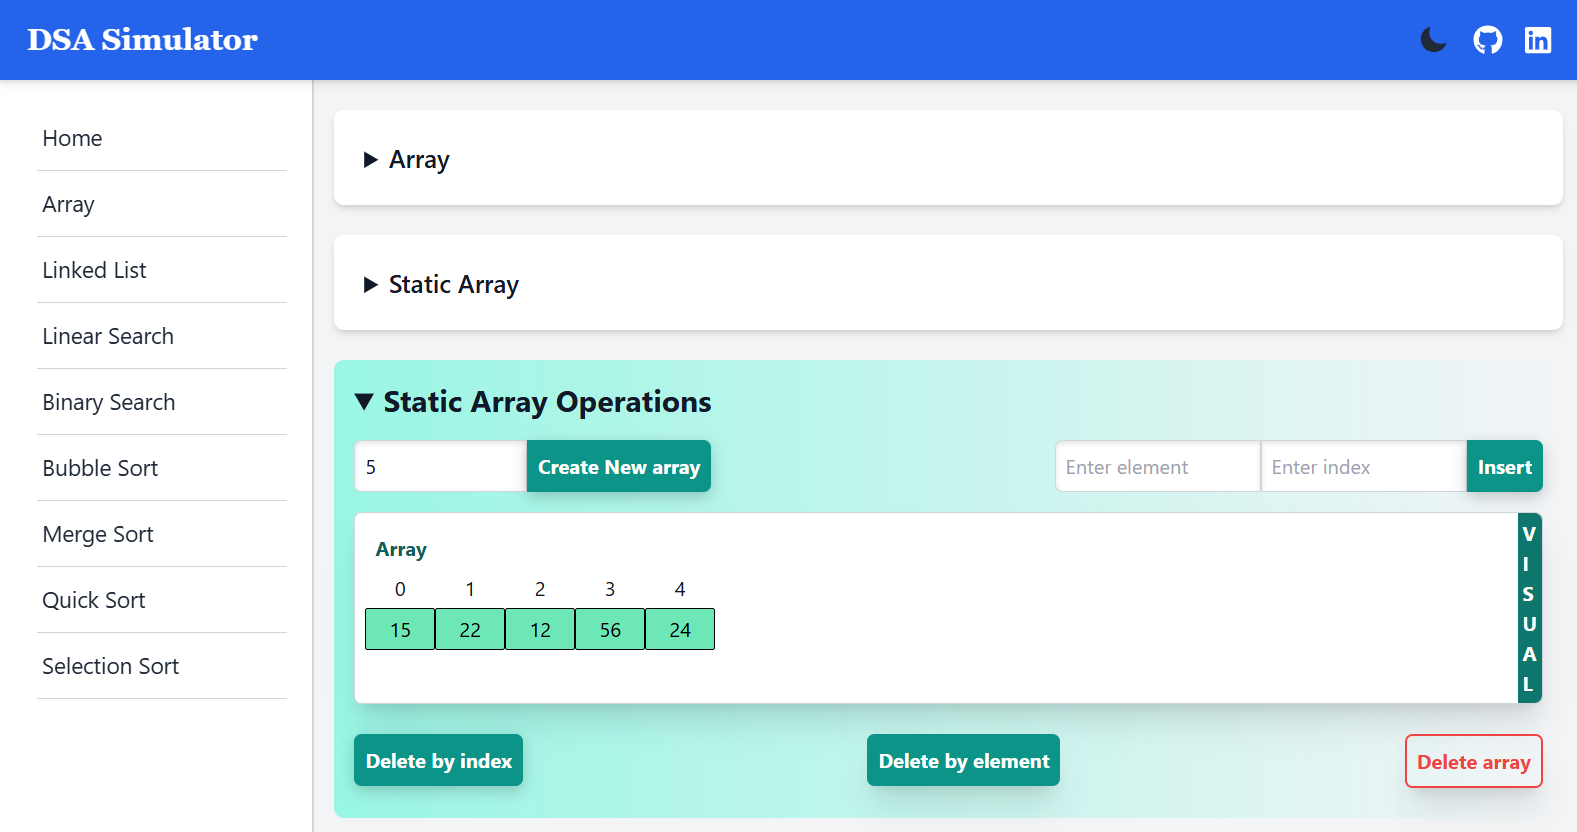 DSA Simulator
Home
Array
Linked List
Linear Search
Binary Search
Bubble Sort
Merge Sort
Quick Sort
Selection Sort
Array
Static Array
Static Array Operations
5 Create New array Enter element Enter index Insert
Array
0 1 2 3 4
15 22 12 56 24
VISUAL
Delete by index Delete by element Delete array